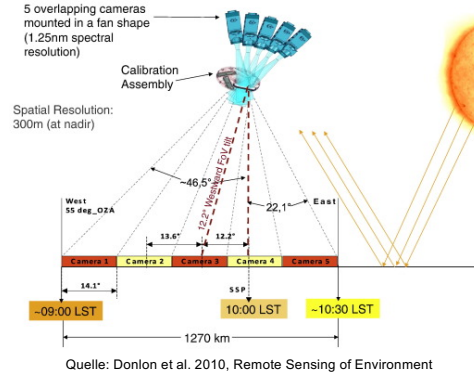 5 overlapping cameras
mounted in a fan shape
(1.25nm spectral
resolution)
Calibration
Assembly
Spatial Resolution:
300m (at nadir)
~46,5°
12.2° Westward FoV tilt
22,1°
West
55 deg_OZA
East
13.6°
12.2°
Camera 1
Camera 2
Camera 3
Camera 4
Camera 5
14.1°
SSP
~09:00 LST
10:00 LST
~10:30 LST
1270 km
Quelle: Donlon et al. 2010, Remote Sensing of Environment